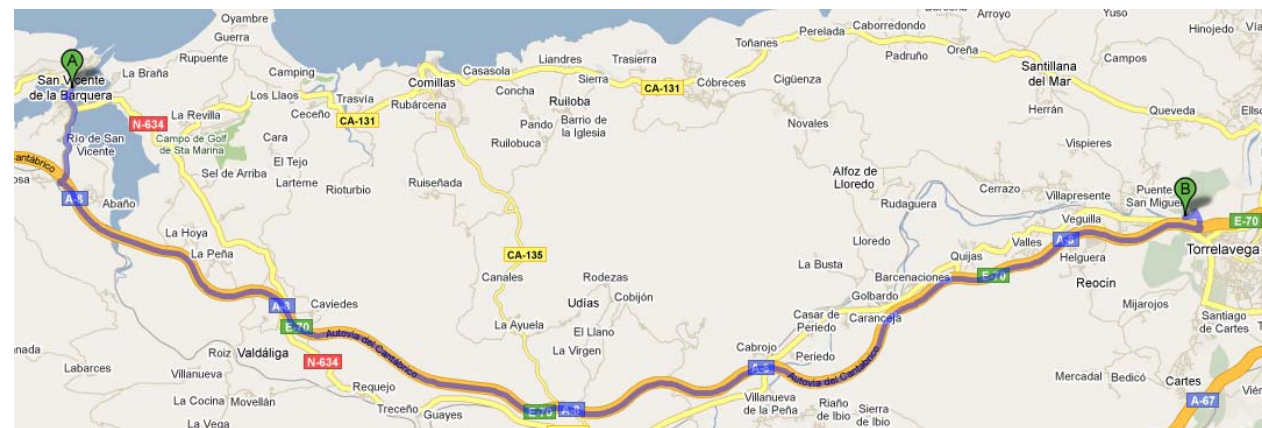 Oyambre
Guerra
Arroyo
Yuso
Hinojedo
Rupuente
Perelada
Caborredondo
Toñanes
Padruño
Oreña
A
La Braña
Camping
Liandres
Trasierra
Campos
San Vicente
de la Barquera
Casasola
Sierra
Cóbreces
Cigüenza
Santillana
del Mar
Comillas
Concha
CA-131
Los Llaos
Trasvía
Rubárcena
Ruiloba
La Revilla
Ceceño
CA-131
Pando
Barrio de
la Iglesia
Herrán
Queveda
N-634
Novales
Río de San
Vicente
Campo de Golf
de Sta Marina
Cara
Ruilobuca
Vispieres
El Tejo
Sel de Arriba
Larteme
Rioturbio
Ruiseñada
Alfoz de
Lloredo
Cerrazo
Villapresente
Puente
San Miguel
B
A-8
Abaño
Rudaguera
Veguilla
E-70
La Hoya
La Peña
CA-135
Lloredo
Valles
A-8
Helguera
Torrelavega
Canales
Rodezas
La Busta
Quijas
Barcenaciones
E-70
Reocín
A-8
Caviedes
Udías
Cobijón
Golbardo
Mijarojos
E-70
La Ayuela
El Llano
Casar de
Periedo
Caranceja
Santiago
de Cartes
Autovía del Cantábrico
Roiz
Valdáliga
La Virgen
Cabrojo
Labarces
N-634
Periedo
Villanueva
A-8
Autovía del Cantábrico
Mercadal
Bedicó
Cartes
Requejo
La Cocina
Movellán
Treceño
Guayes
E-70
A-8
Villanueva
de la Peña
Riaño
de Ibio
Sierra
de Ibio
A-67
La Vega